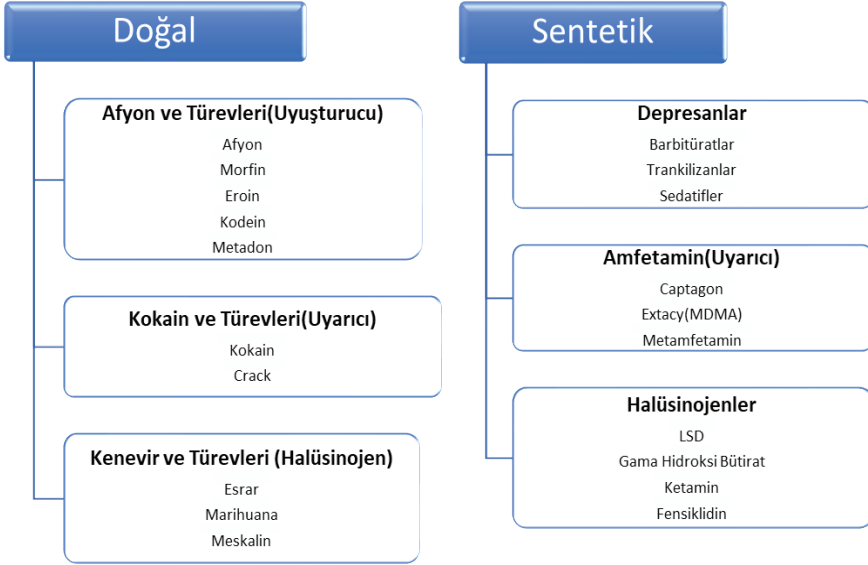 Doğal
Afyon ve Türevleri(Uyuşturucu)
Afyon
Morfin
Eroin
Kodein
Metadon
Kokain ve Türevleri(Uyarıcı)
Kokain
Crack
Kenevir ve Türevleri (Halüsinojen)
Esrar
Marihuana
Meskalin
Sentetik
Depresanlar
Barbitüratlar
Trankilizanlar
Sedatifler
Amfetamin(Uyarıcı)
Captagon
Extacy(MDMA)
Metamfetamin
Halüsinojenler
LSD
Gama Hidroksi Bütirat
Ketamin
Fensiklidin